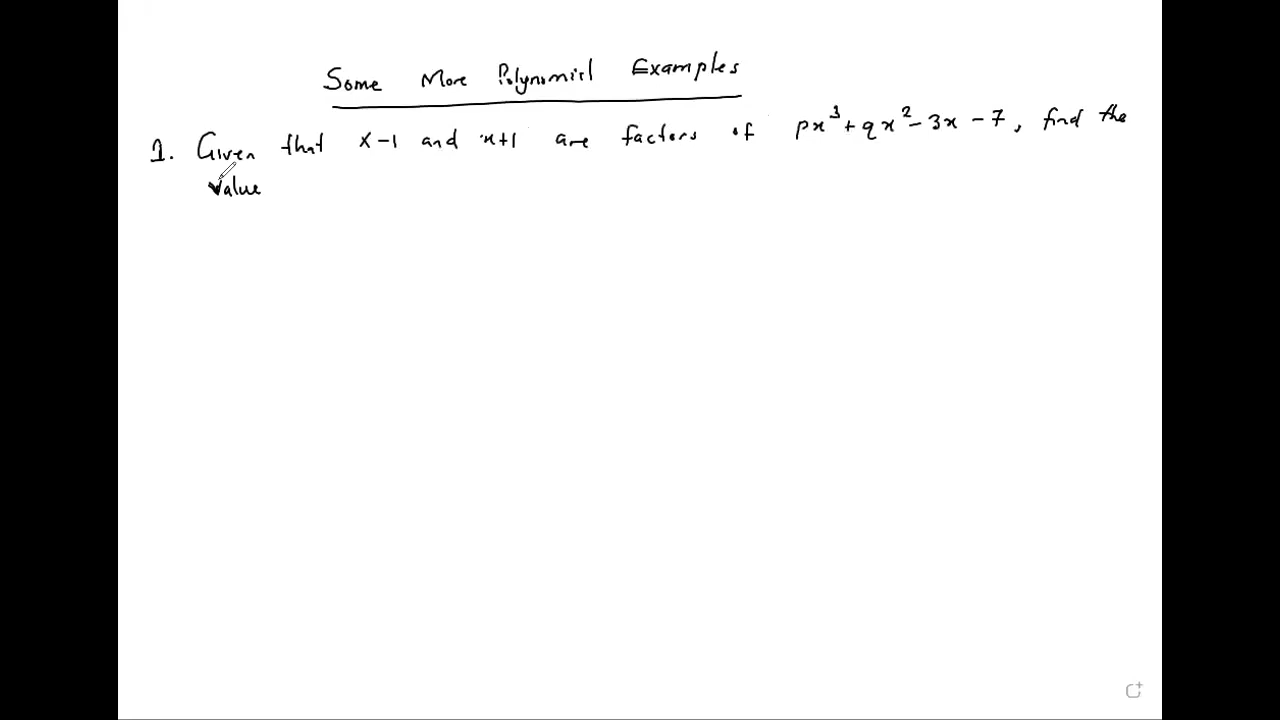 Some More Polynomial Examples
1. Given that x-1 and x+1 are factors of px³+qx²-3x-7, find the
value